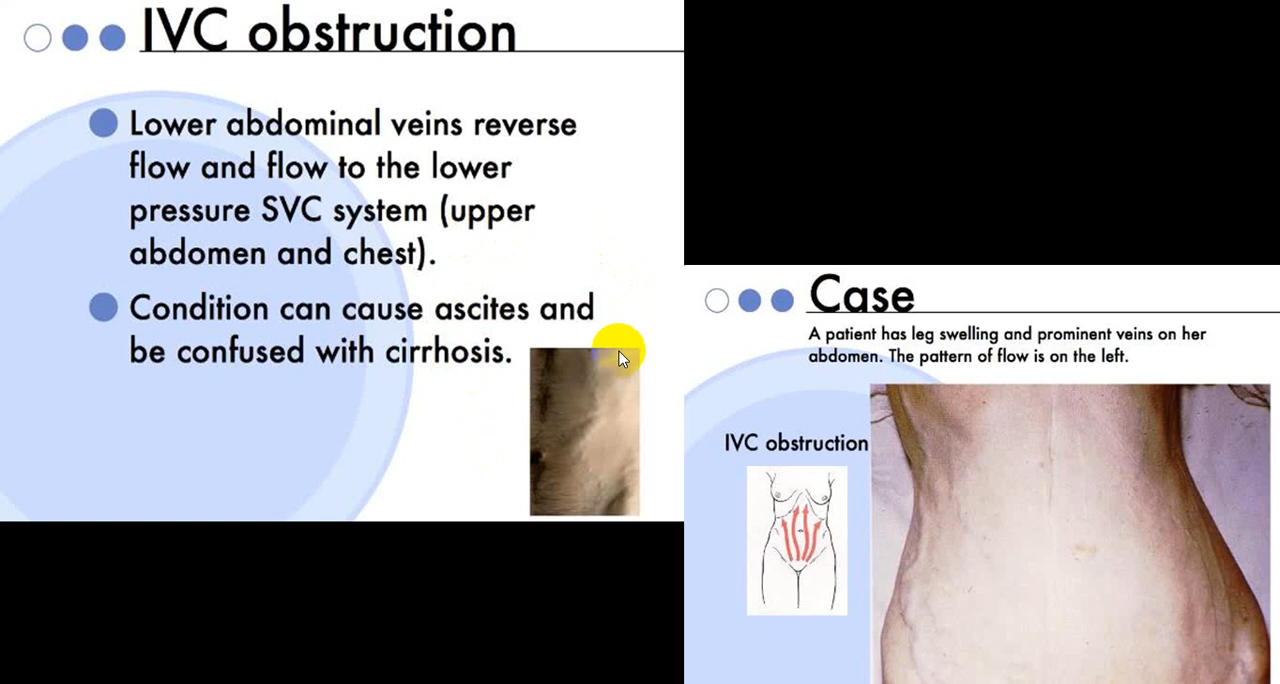 IVC obstruction
Lower abdominal veins reverse
flow and flow to the lower
pressure SVC system (upper
abdomen and chest).
Condition can cause ascites and
be confused with cirrhosis.
Case
A patient has leg swelling and prominent veins on her
abdomen. The pattern of flow is on the left.
IVC obstruction